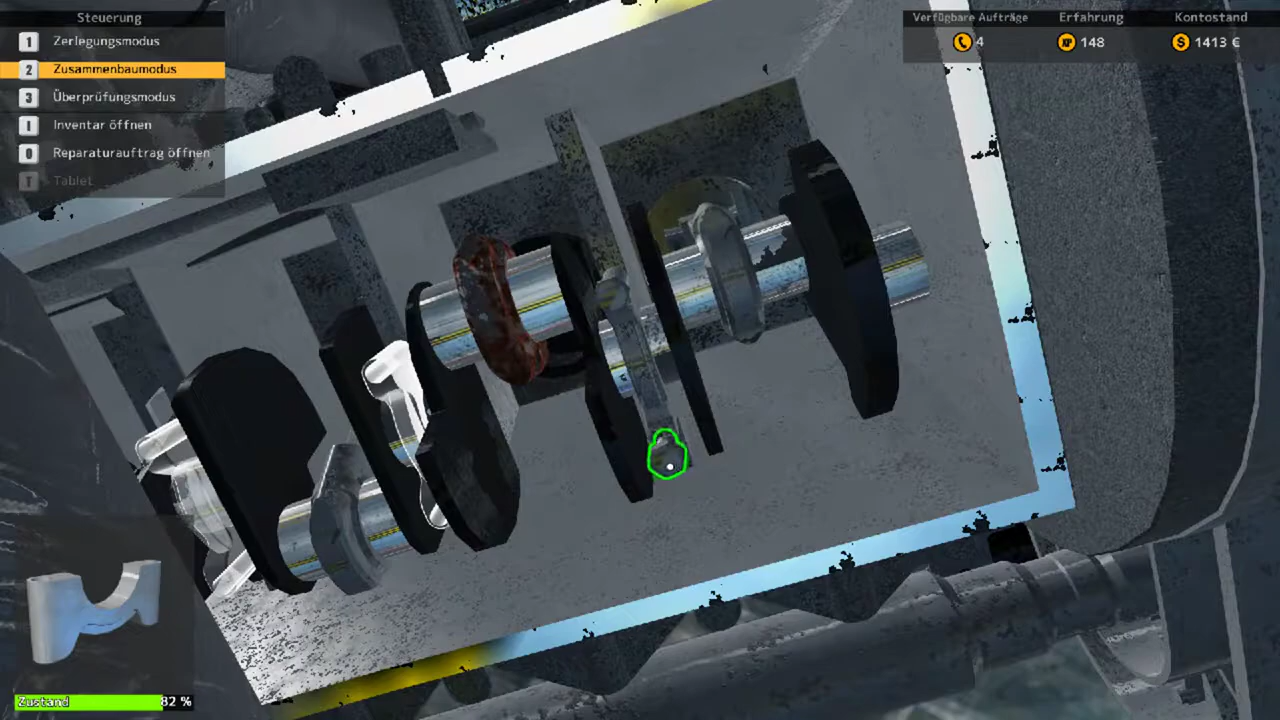 Steuerung
1 Zerlegungsmodus
2 Zusammenbaumodus
3 Überprüfungsmodus
I Inventar öffnen
O Reparaturauftrag öffnen
T Tablet
Verfügbare Aufträge Erfahrung Kontostand
4 XP 148 $ 1413 €
Zustand 82 %